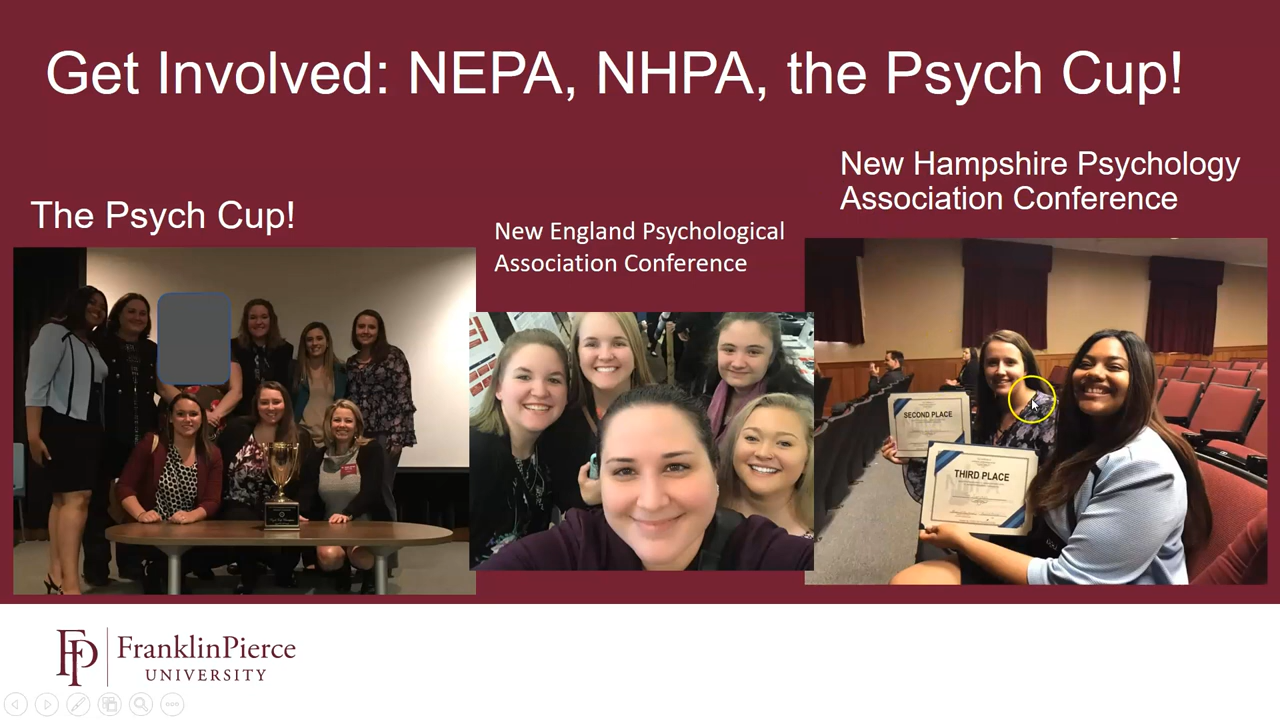 Get Involved: NEPA, NHPA, the Psych Cup!
The Psych Cup!
New England Psychological
Association Conference
New Hampshire Psychology
Association Conference
SECOND PLACE
THIRD PLACE
FP
FranklinPierce
UNIVERSITY